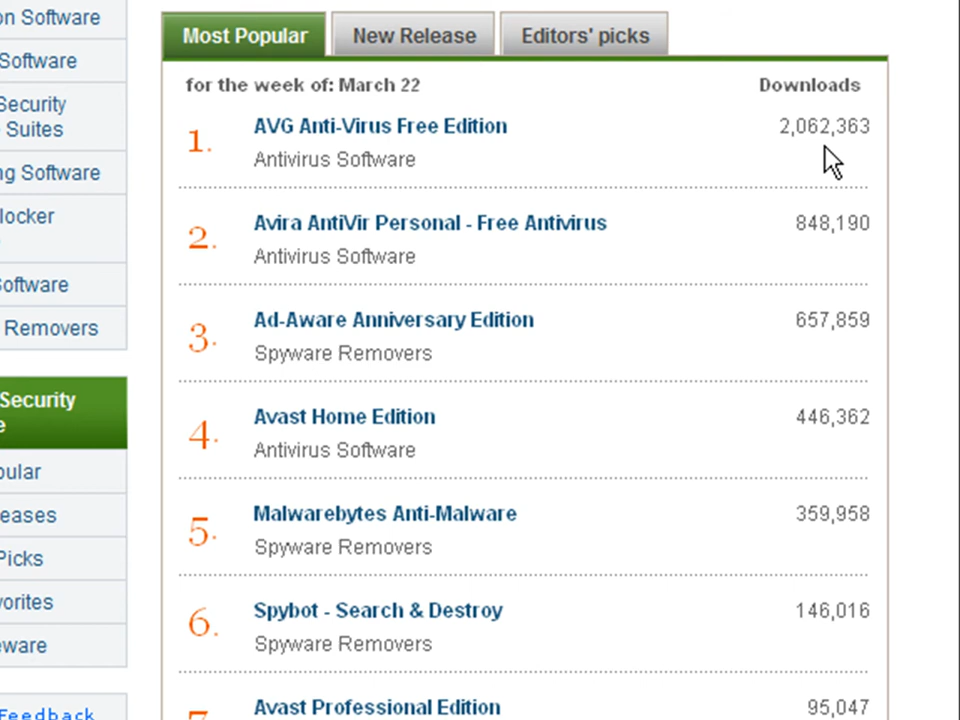 on Software
Software
Security
Suites
ng Software
locker
Software
Removers
Security
e
pular
eases
Picks
orites
eware
Feedback
Most Popular New Release Editors' picks
for the week of: March 22 Downloads
1. AVG Anti-Virus Free Edition 2,062,363
Antivirus Software
2. Avira AntiVir Personal - Free Antivirus 848,190
Antivirus Software
3. Ad-Aware Anniversary Edition 657,859
Spyware Removers
4. Avast Home Edition 446,362
Antivirus Software
5. Malwarebytes Anti-Malware 359,958
Spyware Removers
6. Spybot - Search & Destroy 146,016
Spyware Removers
7. Avast Professional Edition 95,047